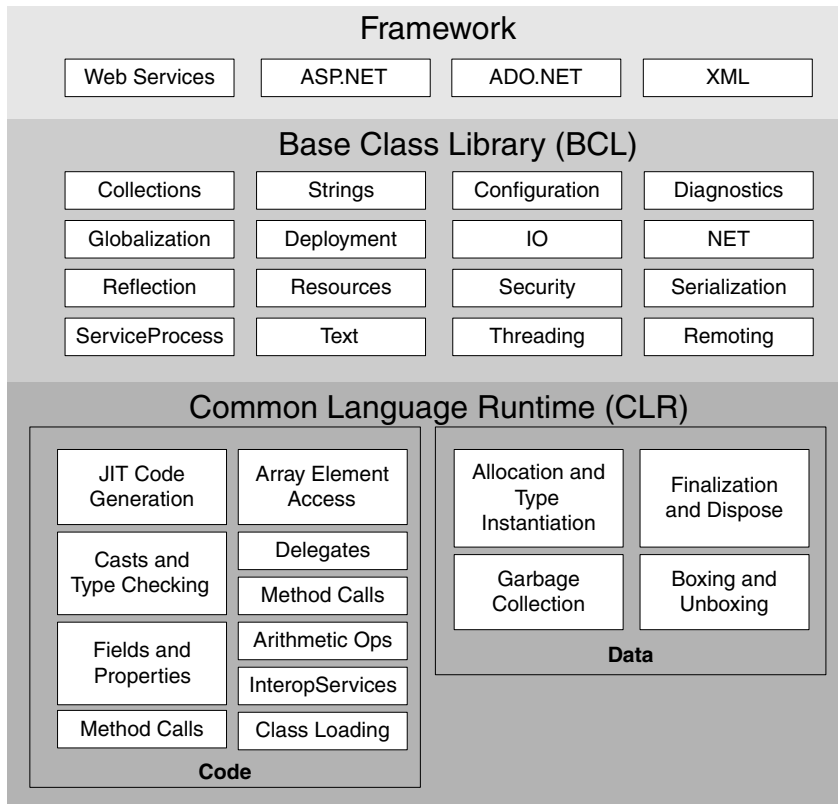 Framework
Web Services
ASP.NET
ADO.NET
XML
Base Class Library (BCL)
Collections
Strings
Configuration
Diagnostics
Globalization
Deployment
IO
NET
Reflection
Resources
Security
Serialization
ServiceProcess
Text
Threading
Remoting
Common Language Runtime (CLR)
JIT Code
Generation
Casts and
Type Checking
Fields and
Properties
Method Calls
Array Element
Access
Delegates
Method Calls
Arithmetic Ops
InteropServices
Class Loading
Code
Allocation and
Type
Instantiation
Finalization
and Dispose
Garbage
Collection
Boxing and
Unboxing
Data